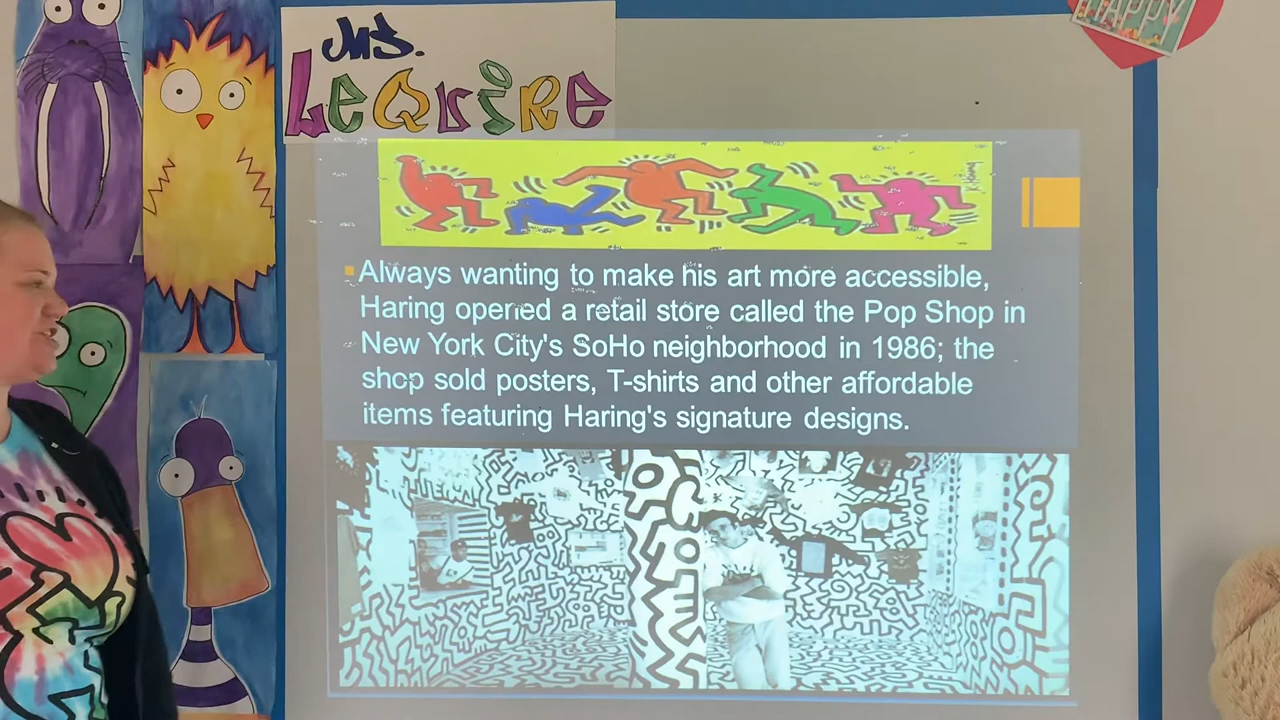 Ms.
LeQuire
HAPPY
Always wanting to make his art more accessible,
Haring opened a retail store called the Pop Shop in
New York City's SoHo neighborhood in 1986; the
shop sold posters, T-shirts and other affordable
items featuring Haring's signature designs.